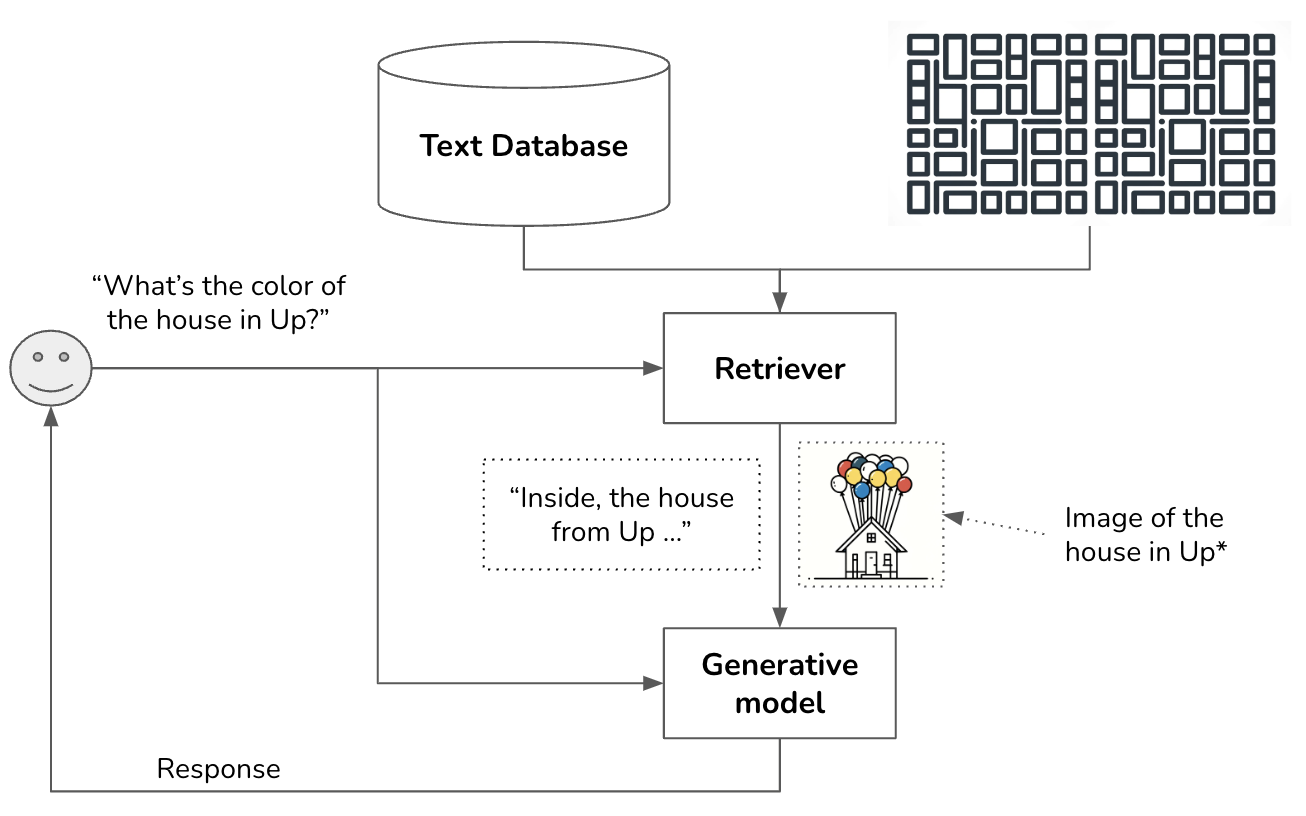 Text Database
“What’s the color of
the house in Up?”
Retriever
“Inside, the house
from Up ...”
Image of the
house in Up*
Generative
model
Response